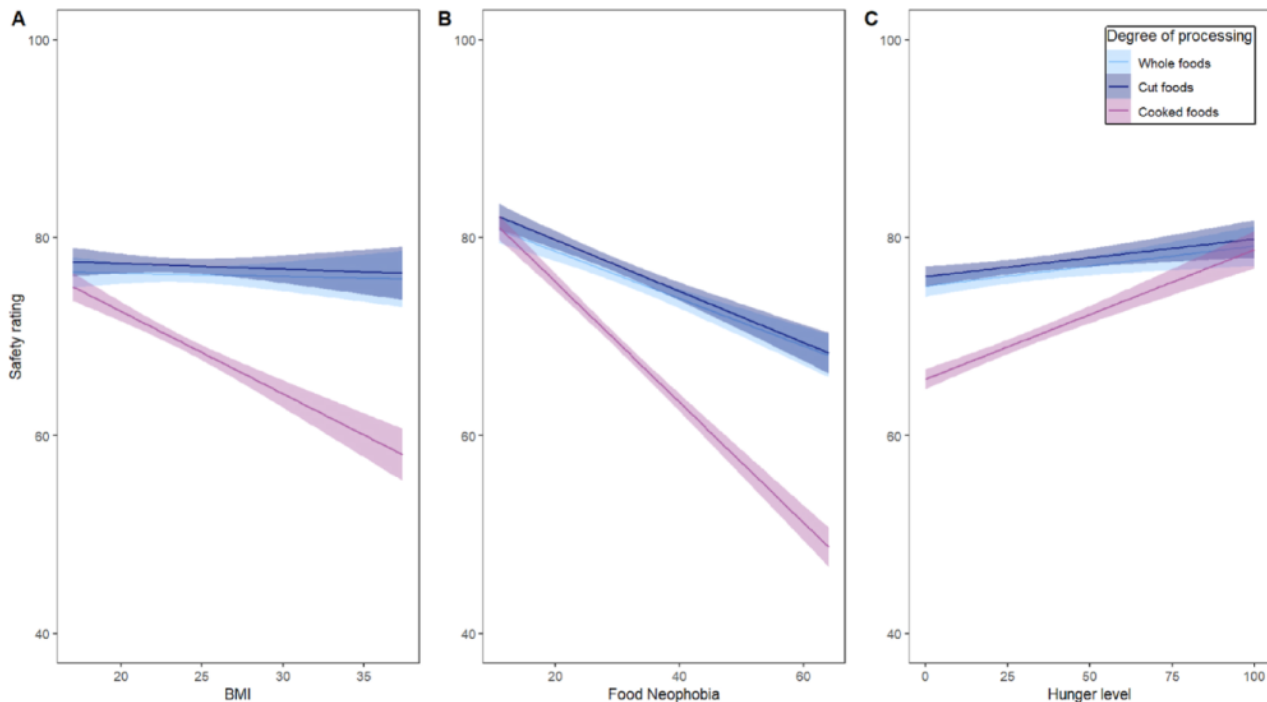 A
B
C
100
80
60
40
100
80
60
40
100
80
60
40
Degree of processing
Whole foods
Cut foods
Cooked foods
Safety rating
20 25 30 35
20 40 60
0 25 50 75 100
BMI
Food Neophobia
Hunger level